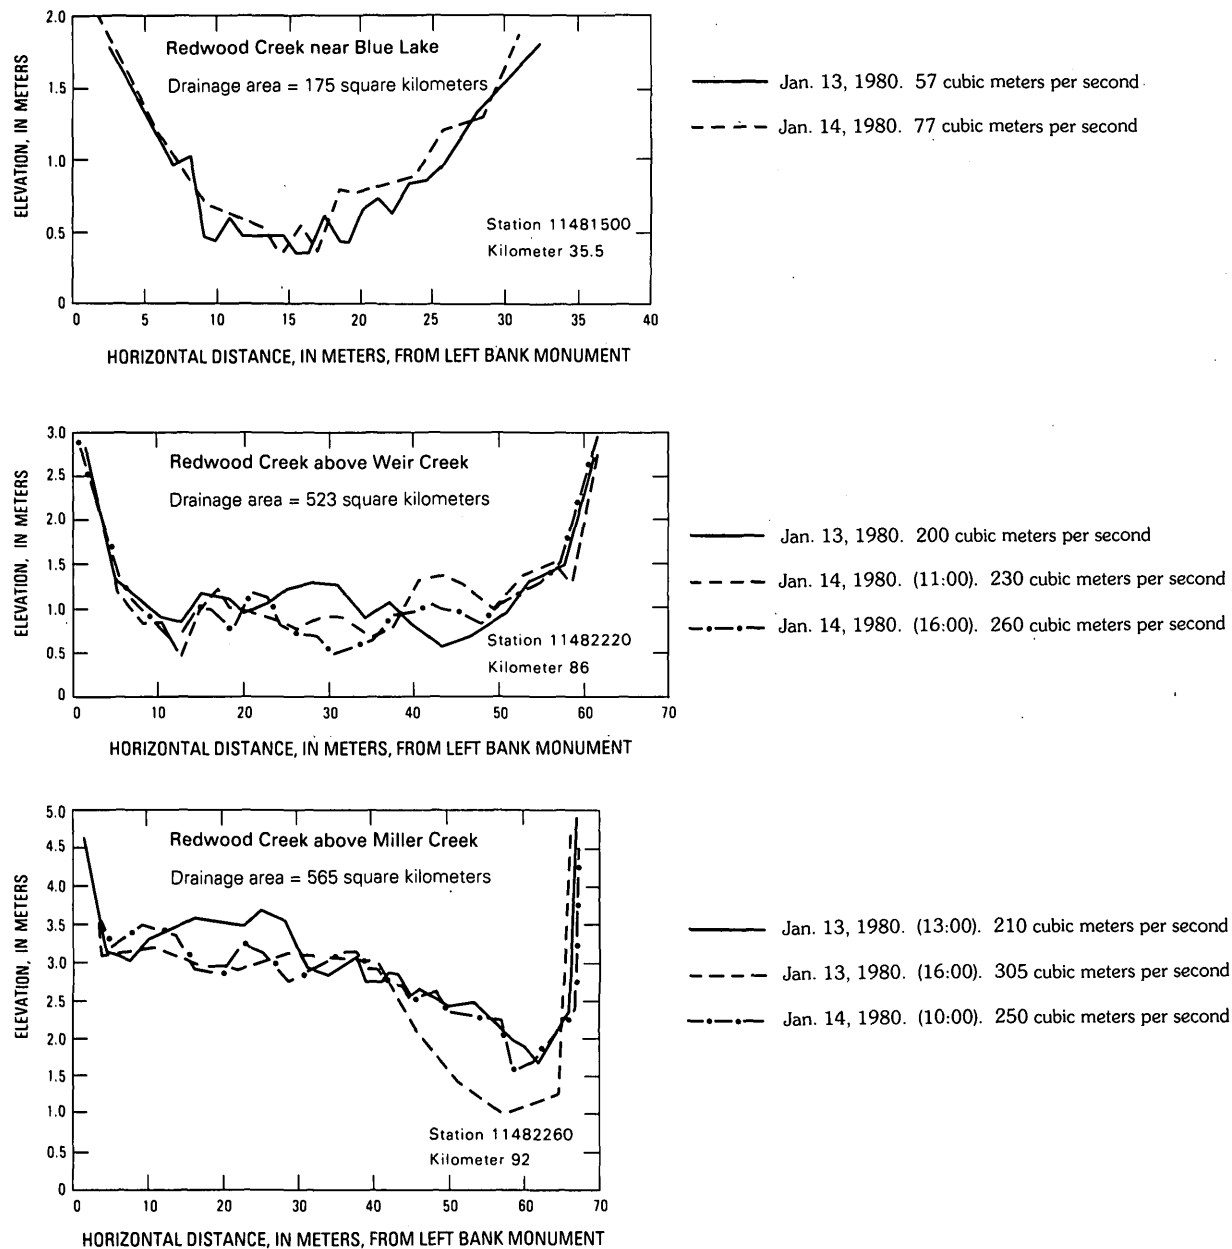 ELEVATION, IN METERS
2.0
1.5
1.0
0.5
0
Redwood Creek near Blue Lake
Drainage area = 175 square kilometers
Station 11481500
Kilometer 35.5
0 5 10 15 20 25 30 35 40
HORIZONTAL DISTANCE, IN METERS, FROM LEFT BANK MONUMENT
Jan. 13, 1980. 57 cubic meters per second
Jan. 14, 1980. 77 cubic meters per second
ELEVATION, IN METERS
3.0
2.5
2.0
1.5
1.0
0.5
0
Redwood Creek above Weir Creek
Drainage area = 523 square kilometers
Station 11482220
Kilometer 86
0 10 20 30 40 50 60 70
HORIZONTAL DISTANCE, IN METERS, FROM LEFT BANK MONUMENT
Jan. 13, 1980. 200 cubic meters per second
Jan. 14, 1980. (11:00). 230 cubic meters per second
Jan. 14, 1980. (16:00). 260 cubic meters per second
ELEVATION, IN METERS
5.0
4.5
4.0
3.5
3.0
2.5
2.0
1.5
1.0
0.5
0
Redwood Creek above Miller Creek
Drainage area = 565 square kilometers
Station 11482260
Kilometer 92
0 10 20 30 40 50 60 70
HORIZONTAL DISTANCE, IN METERS, FROM LEFT BANK MONUMENT
Jan. 13, 1980. (13:00). 210 cubic meters per second
Jan. 13, 1980. (16:00). 305 cubic meters per second
Jan. 14, 1980. (10:00). 250 cubic meters per second